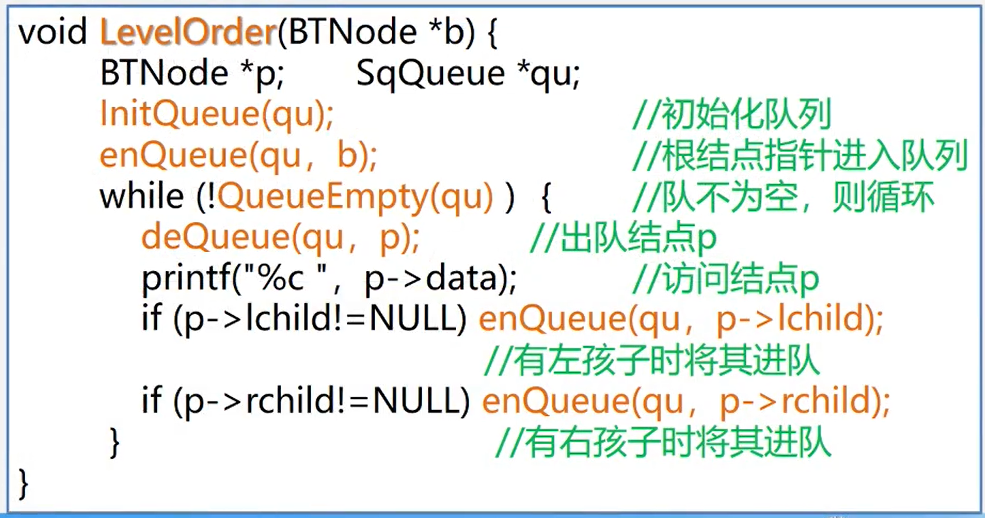 void LevelOrder(BTNode *b) {
BTNode *p; SqQueue *qu;
InitQueue(qu); //初始化队列
enQueue(qu，b); //根结点指针进入队列
while (!QueueEmpty(qu) ) { //队不为空，则循环
deQueue(qu，p); //出队结点p
printf("%c "，p->data); //访问结点p
if (p->lchild!=NULL) enQueue(qu，p->lchild);
//有左孩子时将其进队
if (p->rchild!=NULL) enQueue(qu，p->rchild);
} //有右孩子时将其进队
}